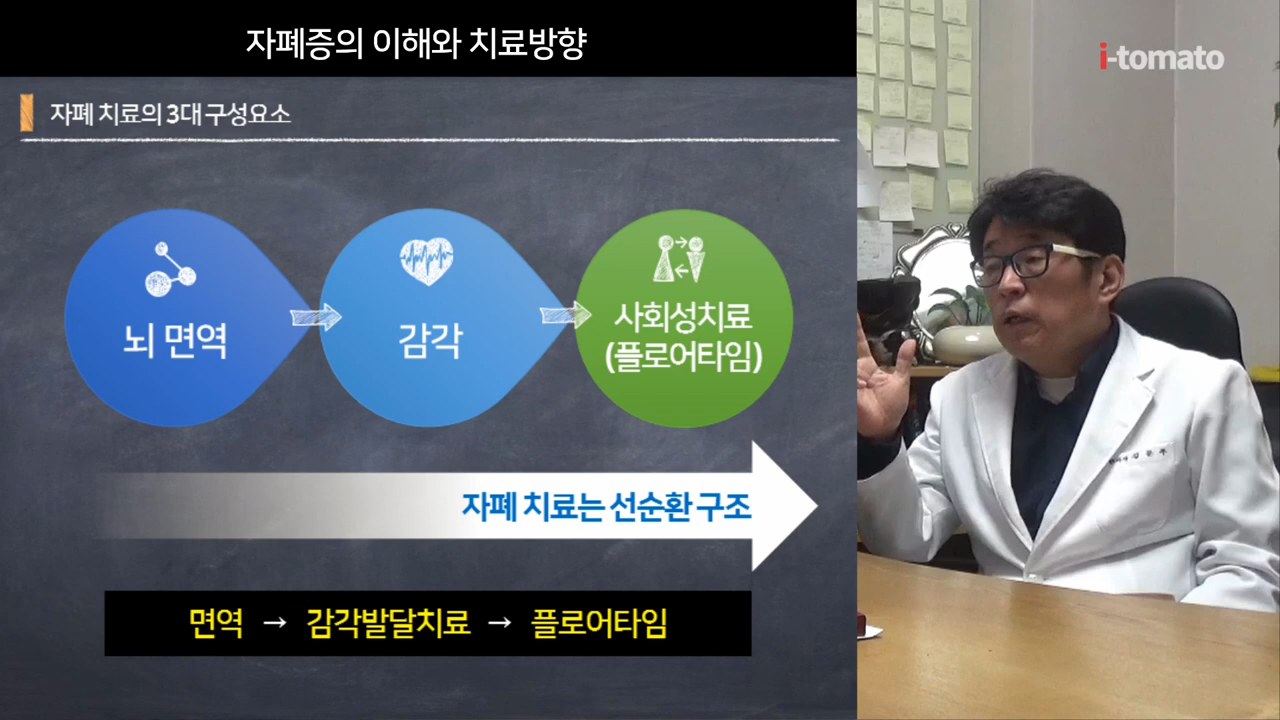 자폐증의 이해와 치료방향
i-tomato
자폐 치료의 3대 구성요소
뇌 면역
감각
사회성치료
(플로어타임)
자폐 치료는 선순환 구조
면역 → 감각발달치료 → 플로어타임